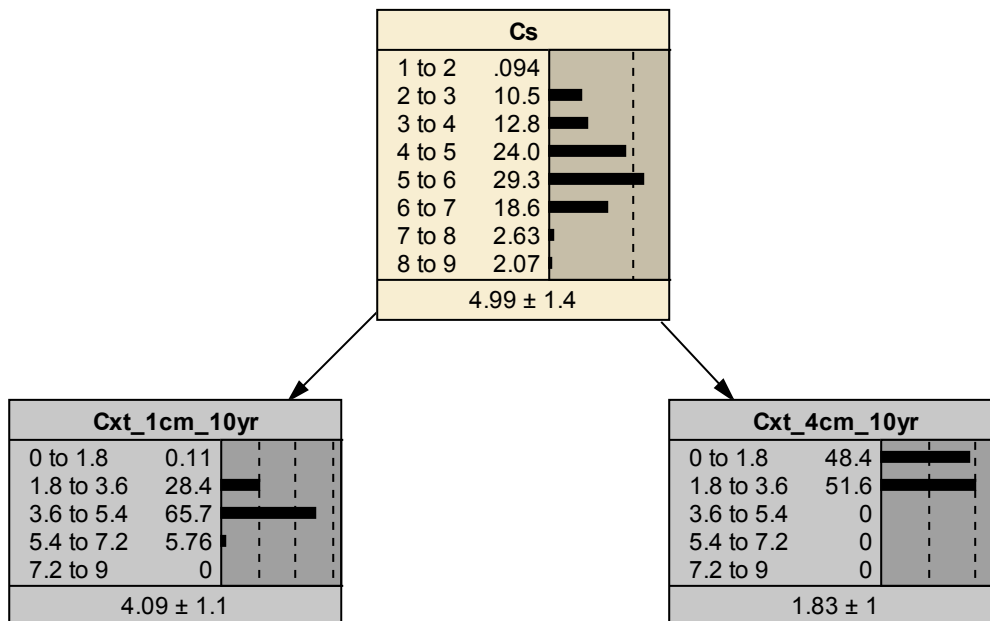 Cs
1 to 2 .094
2 to 3 10.5
3 to 4 12.8
4 to 5 24.0
5 to 6 29.3
6 to 7 18.6
7 to 8 2.63
8 to 9 2.07
4.99 ± 1.4
Cxt_1cm_10yr
0 to 1.8 0.11
1.8 to 3.6 28.4
3.6 to 5.4 65.7
5.4 to 7.2 5.76
7.2 to 9 0
4.09 ± 1.1
Cxt_4cm_10yr
0 to 1.8 48.4
1.8 to 3.6 51.6
3.6 to 5.4 0
5.4 to 7.2 0
7.2 to 9 0
1.83 ± 1